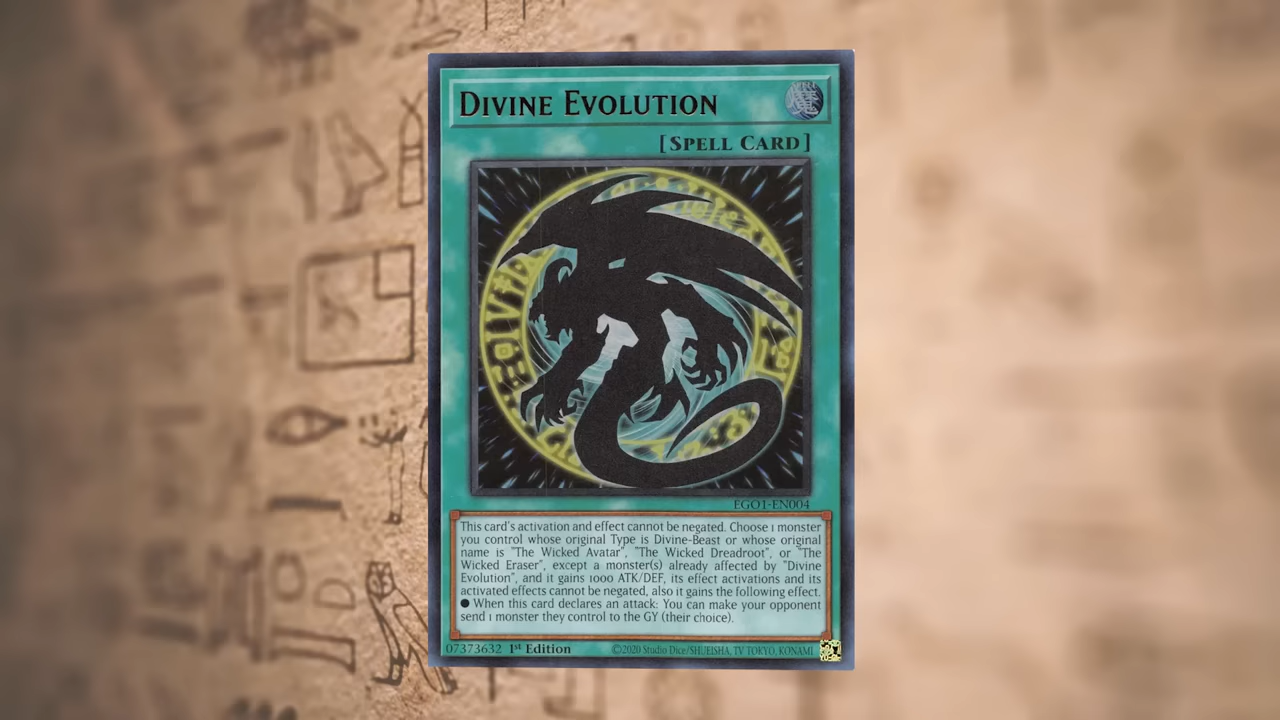 DIVINE EVOLUTION
魔
[SPELL CARD]
EGO1-EN004
This card's activation and effect cannot be negated. Choose 1 monster
you control whose original Type is Divine-Beast or whose original
name is "The Wicked Avatar", "The Wicked Dreadroot", or "The
Wicked Eraser", except a monster(s) already affected by "Divine
Evolution", and it gains 1000 ATK/DEF, its effect activations and its
activated effects cannot be negated, also it gains the following effect.
● When this card declares an attack: You can make your opponent
send 1 monster they control to the GY (their choice).
07373632 1st Edition ©2020 Studio Dice/SHUEISHA, TV TOKYO, KONAMI